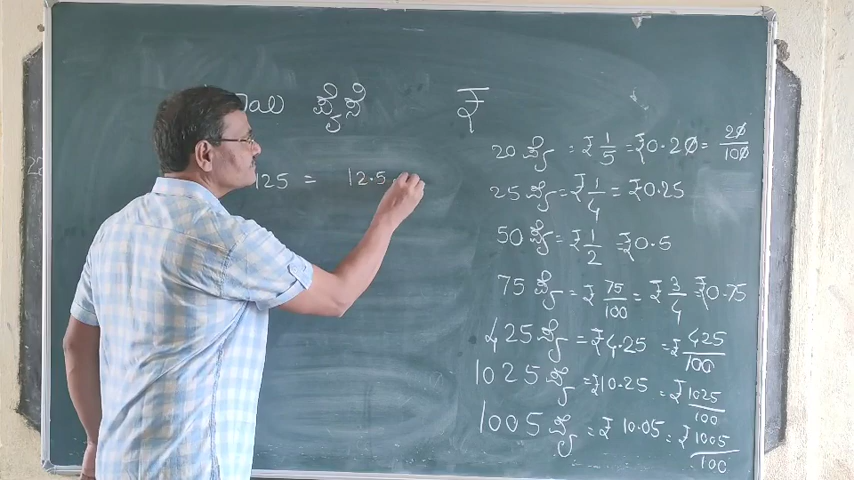 ಪೈಸೆ ₹
125 = 12.5
20 ಪೈ = ₹ 1/5 = ₹0.20 = 20/100
25 ಪೈ = ₹ 1/4 = ₹0.25
50 ಪೈ = ₹ 1/2 = ₹0.5
75 ಪೈ = ₹ 75/100 = ₹ 3/4 = ₹0.75
425 ಪೈ = ₹4.25 = ₹ 425/100
1025 ಪೈ = ₹10.25 = ₹ 1025/100
1005 ಪೈ = ₹ 10.05 = ₹ 1005/100